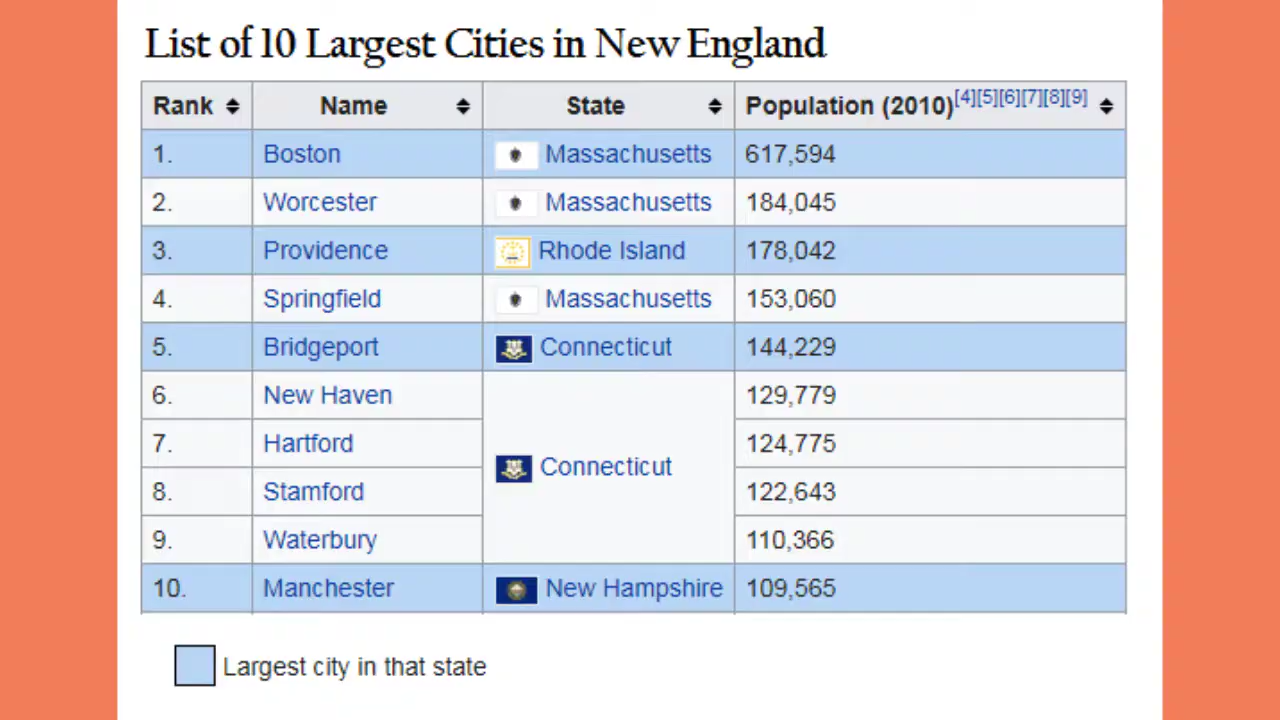 List of 10 Largest Cities in New England
Rank Name State Population (2010)[4][5][6][7][8][9]
1. Boston Massachusetts 617,594
2. Worcester Massachusetts 184,045
3. Providence Rhode Island 178,042
4. Springfield Massachusetts 153,060
5. Bridgeport Connecticut 144,229
6. New Haven 129,779
7. Hartford 124,775
Connecticut
8. Stamford 122,643
9. Waterbury 110,366
10. Manchester New Hampshire 109,565
Largest city in that state